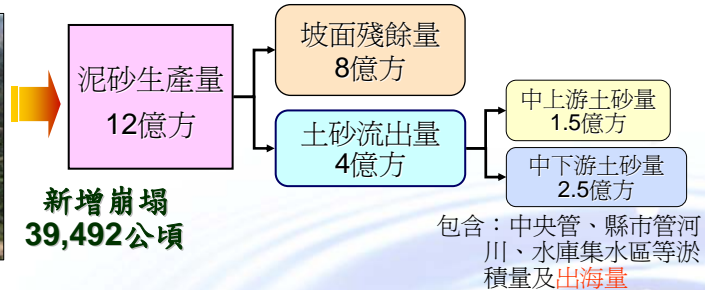 泥砂生產量
12億方
新增崩塌
39,492公頃
坡面殘餘量
8億方
土砂流出量
4億方
中上游土砂量
1.5億方
中下游土砂量
2.5億方
包含：中央管、縣市管河
川、水庫集水區等淤
積量及出海量